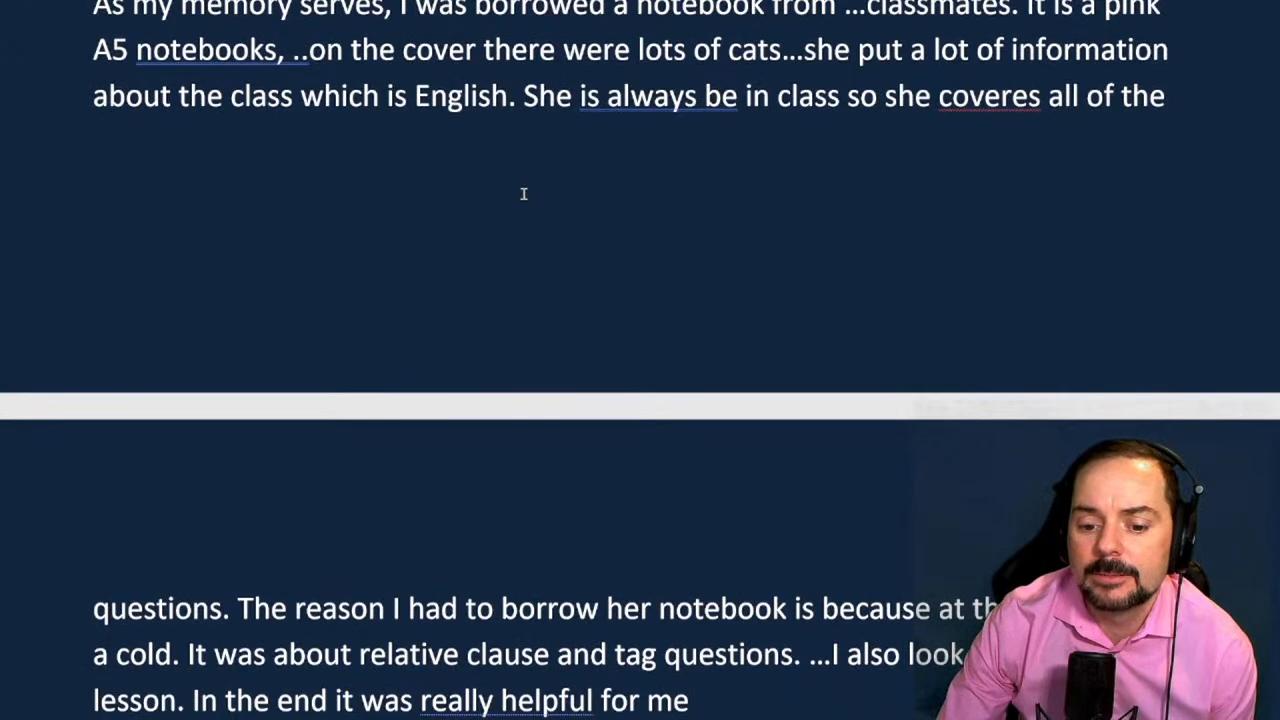 As my memory serves, I was borrowed a notebook from ...classmates. It is a pink
A5 notebooks, ..on the cover there were lots of cats...she put a lot of information
about the class which is English. She is always be in class so she coveres all of the
questions. The reason I had to borrow her notebook is because at
a cold. It was about relative clause and tag questions. ...I also look
lesson. In the end it was really helpful for me